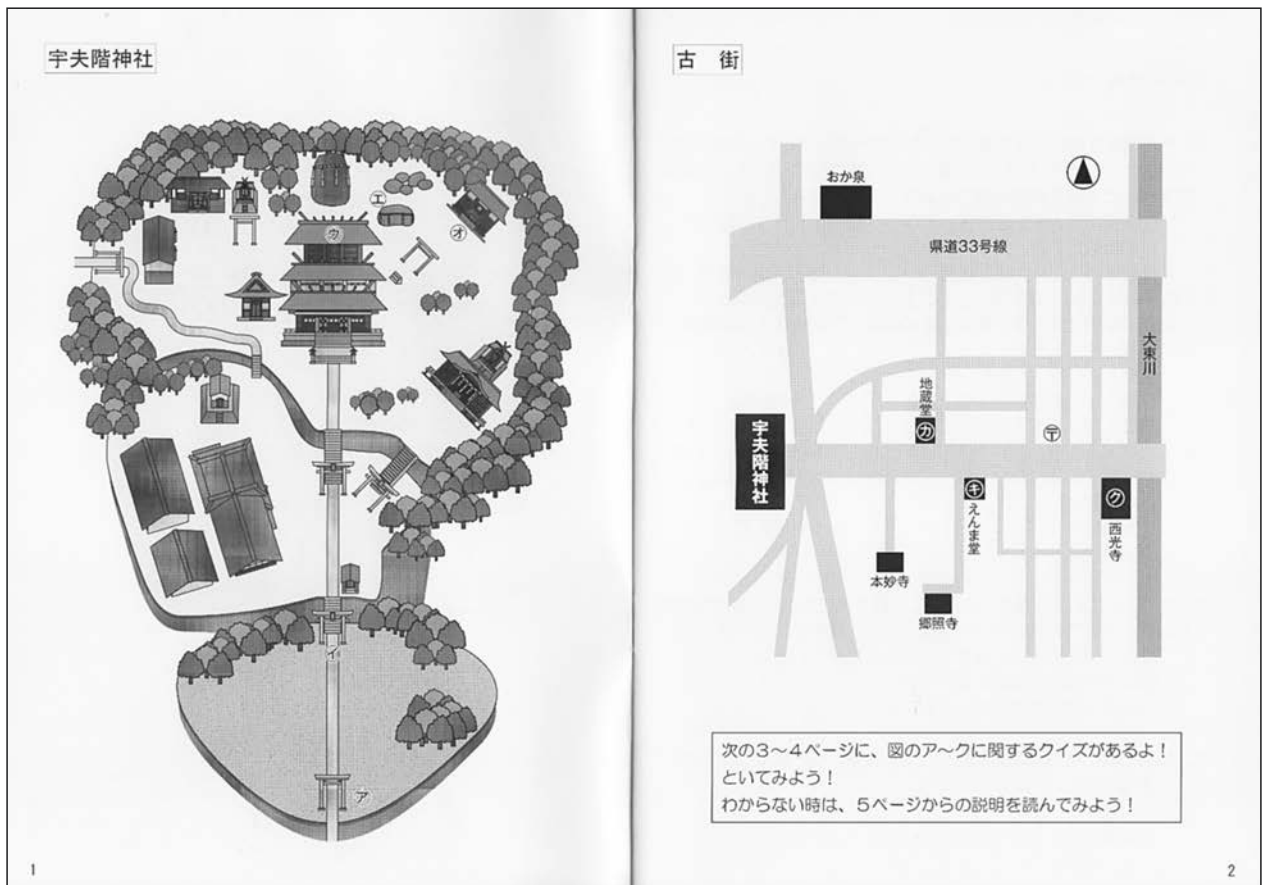 宇夫階神社
エ
ウ
オ
イ
ア
1
古　街
おか泉
県道33号線
大束川
地蔵堂
カ
〒
宇夫階神社
キ
えんま堂
ク
西光寺
本妙寺
郷照寺
次の3～4ページに、図のア～クに関するクイズがあるよ！
といてみよう！
わからない時は、5ページからの説明を読んでみよう！
2